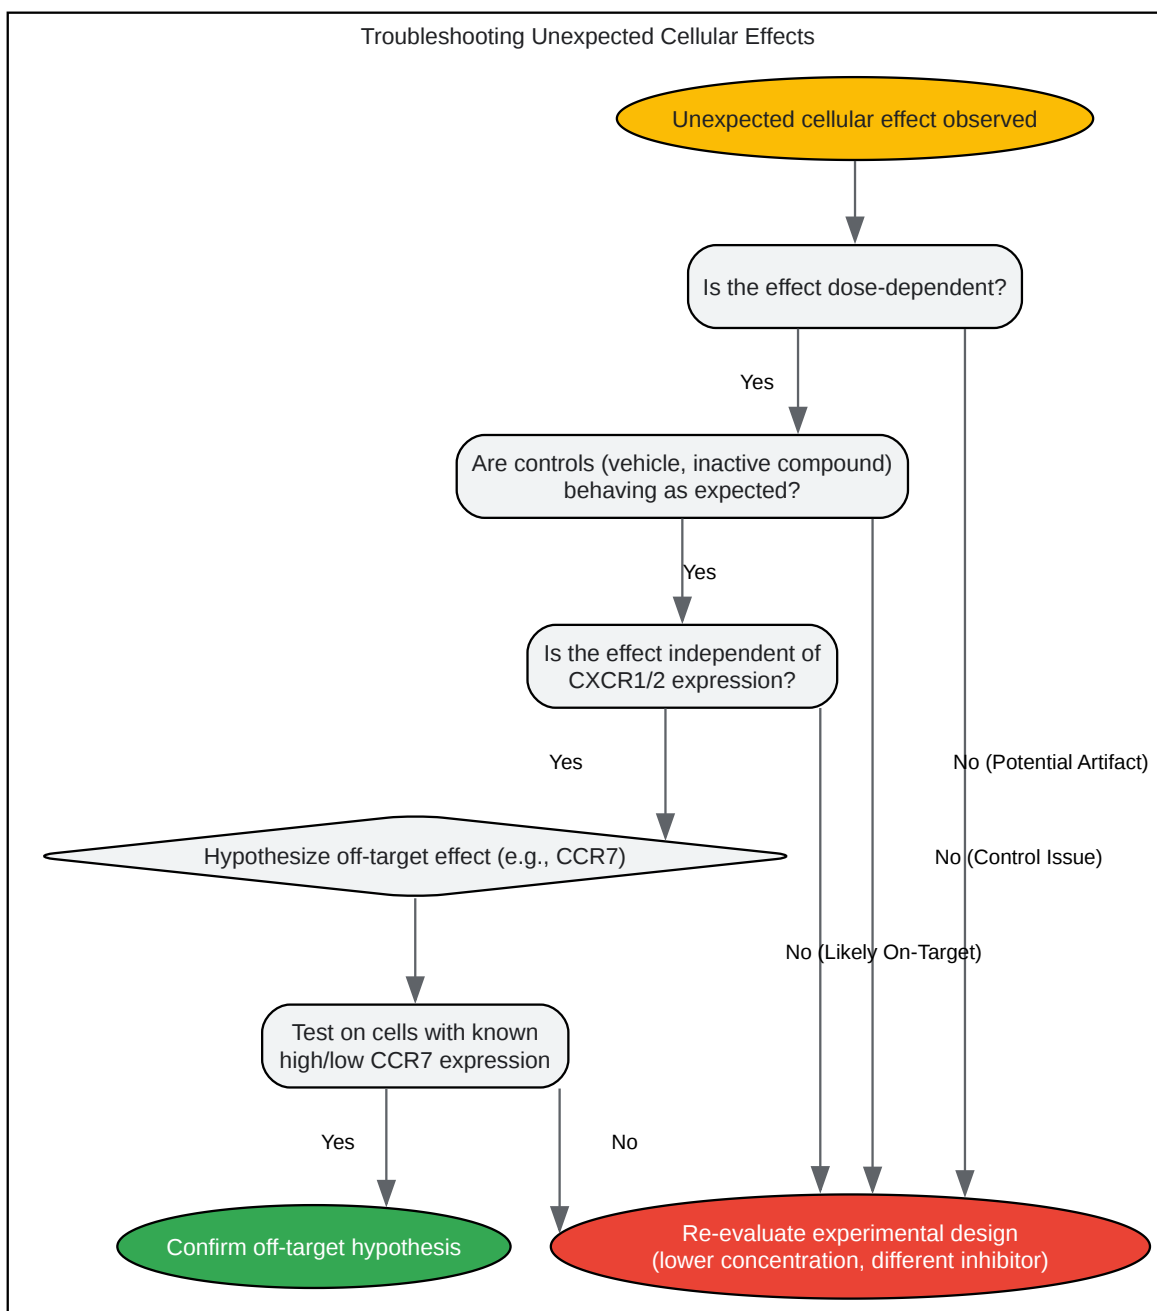 Troubleshooting Unexpected Cellular Effects
Unexpected cellular effect observed
Is the effect dose-dependent?
Yes
Are controls (vehicle, inactive compound)
behaving as expected?
Yes
Is the effect independent of
CXCR1/2 expression?
Yes
No (Potential Artifact)
Hypothesize off-target effect (e.g., CCR7)
No (Control Issue)
No (Likely On-Target)
Test on cells with known
high/low CCR7 expression
Yes
No
Confirm off-target hypothesis
Re-evaluate experimental design
(lower concentration, different inhibitor)